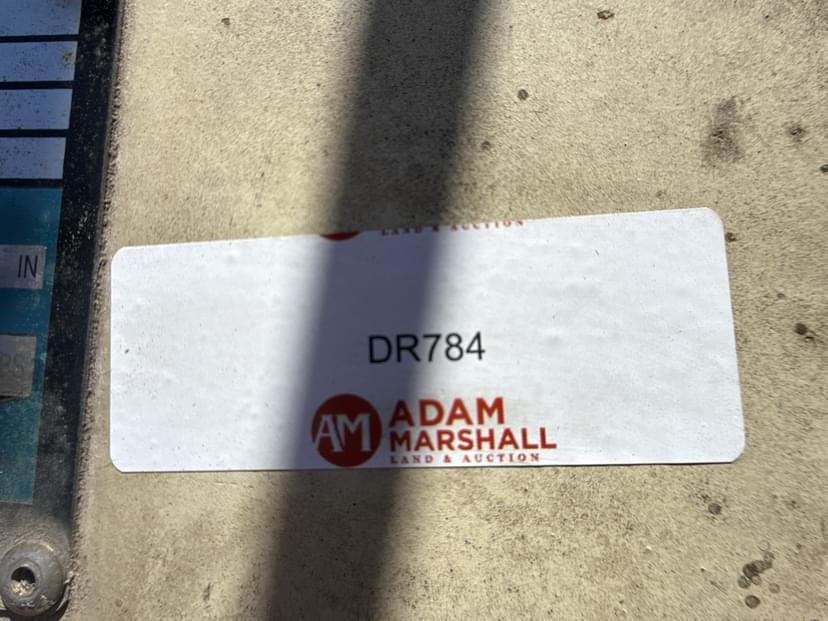 IN
LAND & AUCTION
DR784
AM
ADAM
MARSHALL
LAND & AUCTION